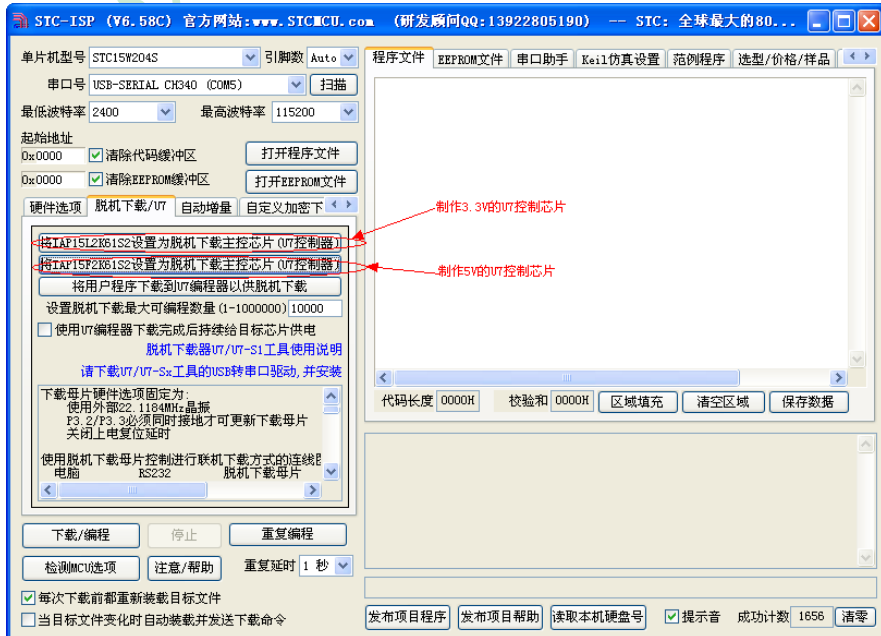 STC-ISP (V6.58C) 官方网站:www.STCMCU.com (研发顾问QQ:13922805190) -- STC: 全球最大的80...
单片机型号 STC15W204S 引脚数 Auto
串口号 USB-SERIAL CH340 (COM5) 扫描
最低波特率 2400 最高波特率 115200
起始地址
0x0000 清除代码缓冲区 打开程序文件
0x0000 清除EEPROM缓冲区 打开EEPROM文件
硬件选项 脱机下载/U7 自动增量 自定义加密下
将IAP15L2K61S2设置为脱机下载主控芯片(U7控制器)
将IAP15F2K61S2设置为脱机下载主控芯片(U7控制器)
将用户程序下载到U7编程器以供脱机下载
设置脱机下载最大可编程数量(1-1000000) 10000
使用U7编程器下载完成后持续给目标芯片供电
脱机下载器U7/U7-S1工具使用说明
请下载U7/U7-Sx工具的USB转串口驱动,并安装
下载母片硬件选项固定为:
使用外部22.1184MHz晶振
P3.2/P3.3必须同时接地才可更新下载母片
关闭上电复位延时
使用脱机下载母片控制进行联机下载方式的连线
电脑 RS232 脱机下载母片
下载/编程 停止 重复编程
检测MCU选项 注意/帮助 重复延时 1 秒
每次下载前都重新装载目标文件
当目标文件变化时自动装载并发送下载命令
程序文件 EEPROM文件 串口助手 Keil仿真设置 范例程序 选型/价格/样品
制作3.3V的U7控制芯片
制作5V的U7控制芯片
代码长度 0000H 校验和 0000H 区域填充 清空区域 保存数据
发布项目程序 发布项目帮助 读取本机硬盘号 提示音 成功计数 1656 清零